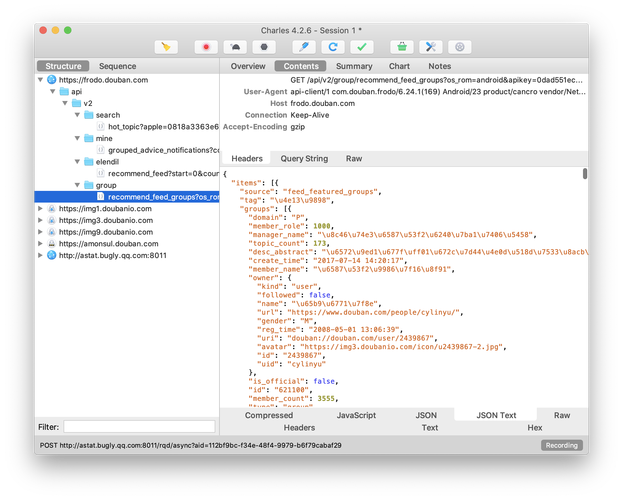 Charles 4.2.6 - Session 1 *
Structure Sequence
Overview Contents Summary Chart Notes
https://frodo.douban.com
api
v2
search
hot_topic?apple=0818a3363e6
mine
grouped_advice_notifications?co
elendil
recommend_feed?start=0&coun
group
recommend_feed_groups?os_ron
https://img1.doubanio.com
https://img3.doubanio.com
https://img9.doubanio.com
https://amonsul.douban.com
http://astat.bugly.qq.com:8011
GET /api/v2/group/recommend_feed_groups?os_rom=android&apikey=0dad551ec...
User-Agent api-client/1 com.douban.frodo/6.24.1(169) Android/23 product/cancro vendor/Net...
Host frodo.douban.com
Connection Keep-Alive
Accept-Encoding gzip
Headers Query String Raw
{
"items": [{
"source": "feed_featured_groups",
"tag": "\u4e13\u9898",
"groups": [{
"domain": "P",
"member_role": 1000,
"manager_name": "\u8c46\u74e3\u6587\u53f2\u6240\u7ba1\u7406\u5458",
"topic_count": 173,
"desc_abstract": "\u6572\u9ed1\u677f\uff01\u672c\u7d44\u4e0d\u518d\u7533\u8acb\
"create_time": "2017-07-14 14:20:17",
"member_name": "\u6587\u53f2\u9986\u7f16\u8f91",
"owner": {
"kind": "user",
"followed": false,
"name": "\u65b9\u6771\u7f8e",
"url": "https://www.douban.com/people/cylinyu/",
"gender": "M",
"reg_time": "2008-05-01 13:06:39",
"uri": "douban://douban.com/user/2439867",
"avatar": "https://img3.doubanio.com/icon/u2439867-2.jpg",
"id": "2439867",
"uid": "cylinyu"
},
"is_official": false,
"id": "621100",
"member_count": 3555,
"type": "group"
Compressed JavaScript JSON JSON Text Raw
Headers Text Hex
Filter:
POST http://astat.bugly.qq.com:8011/rqd/async?aid=112bf9bc-f34e-48f4-9979-b6f79cabaf29
Recording